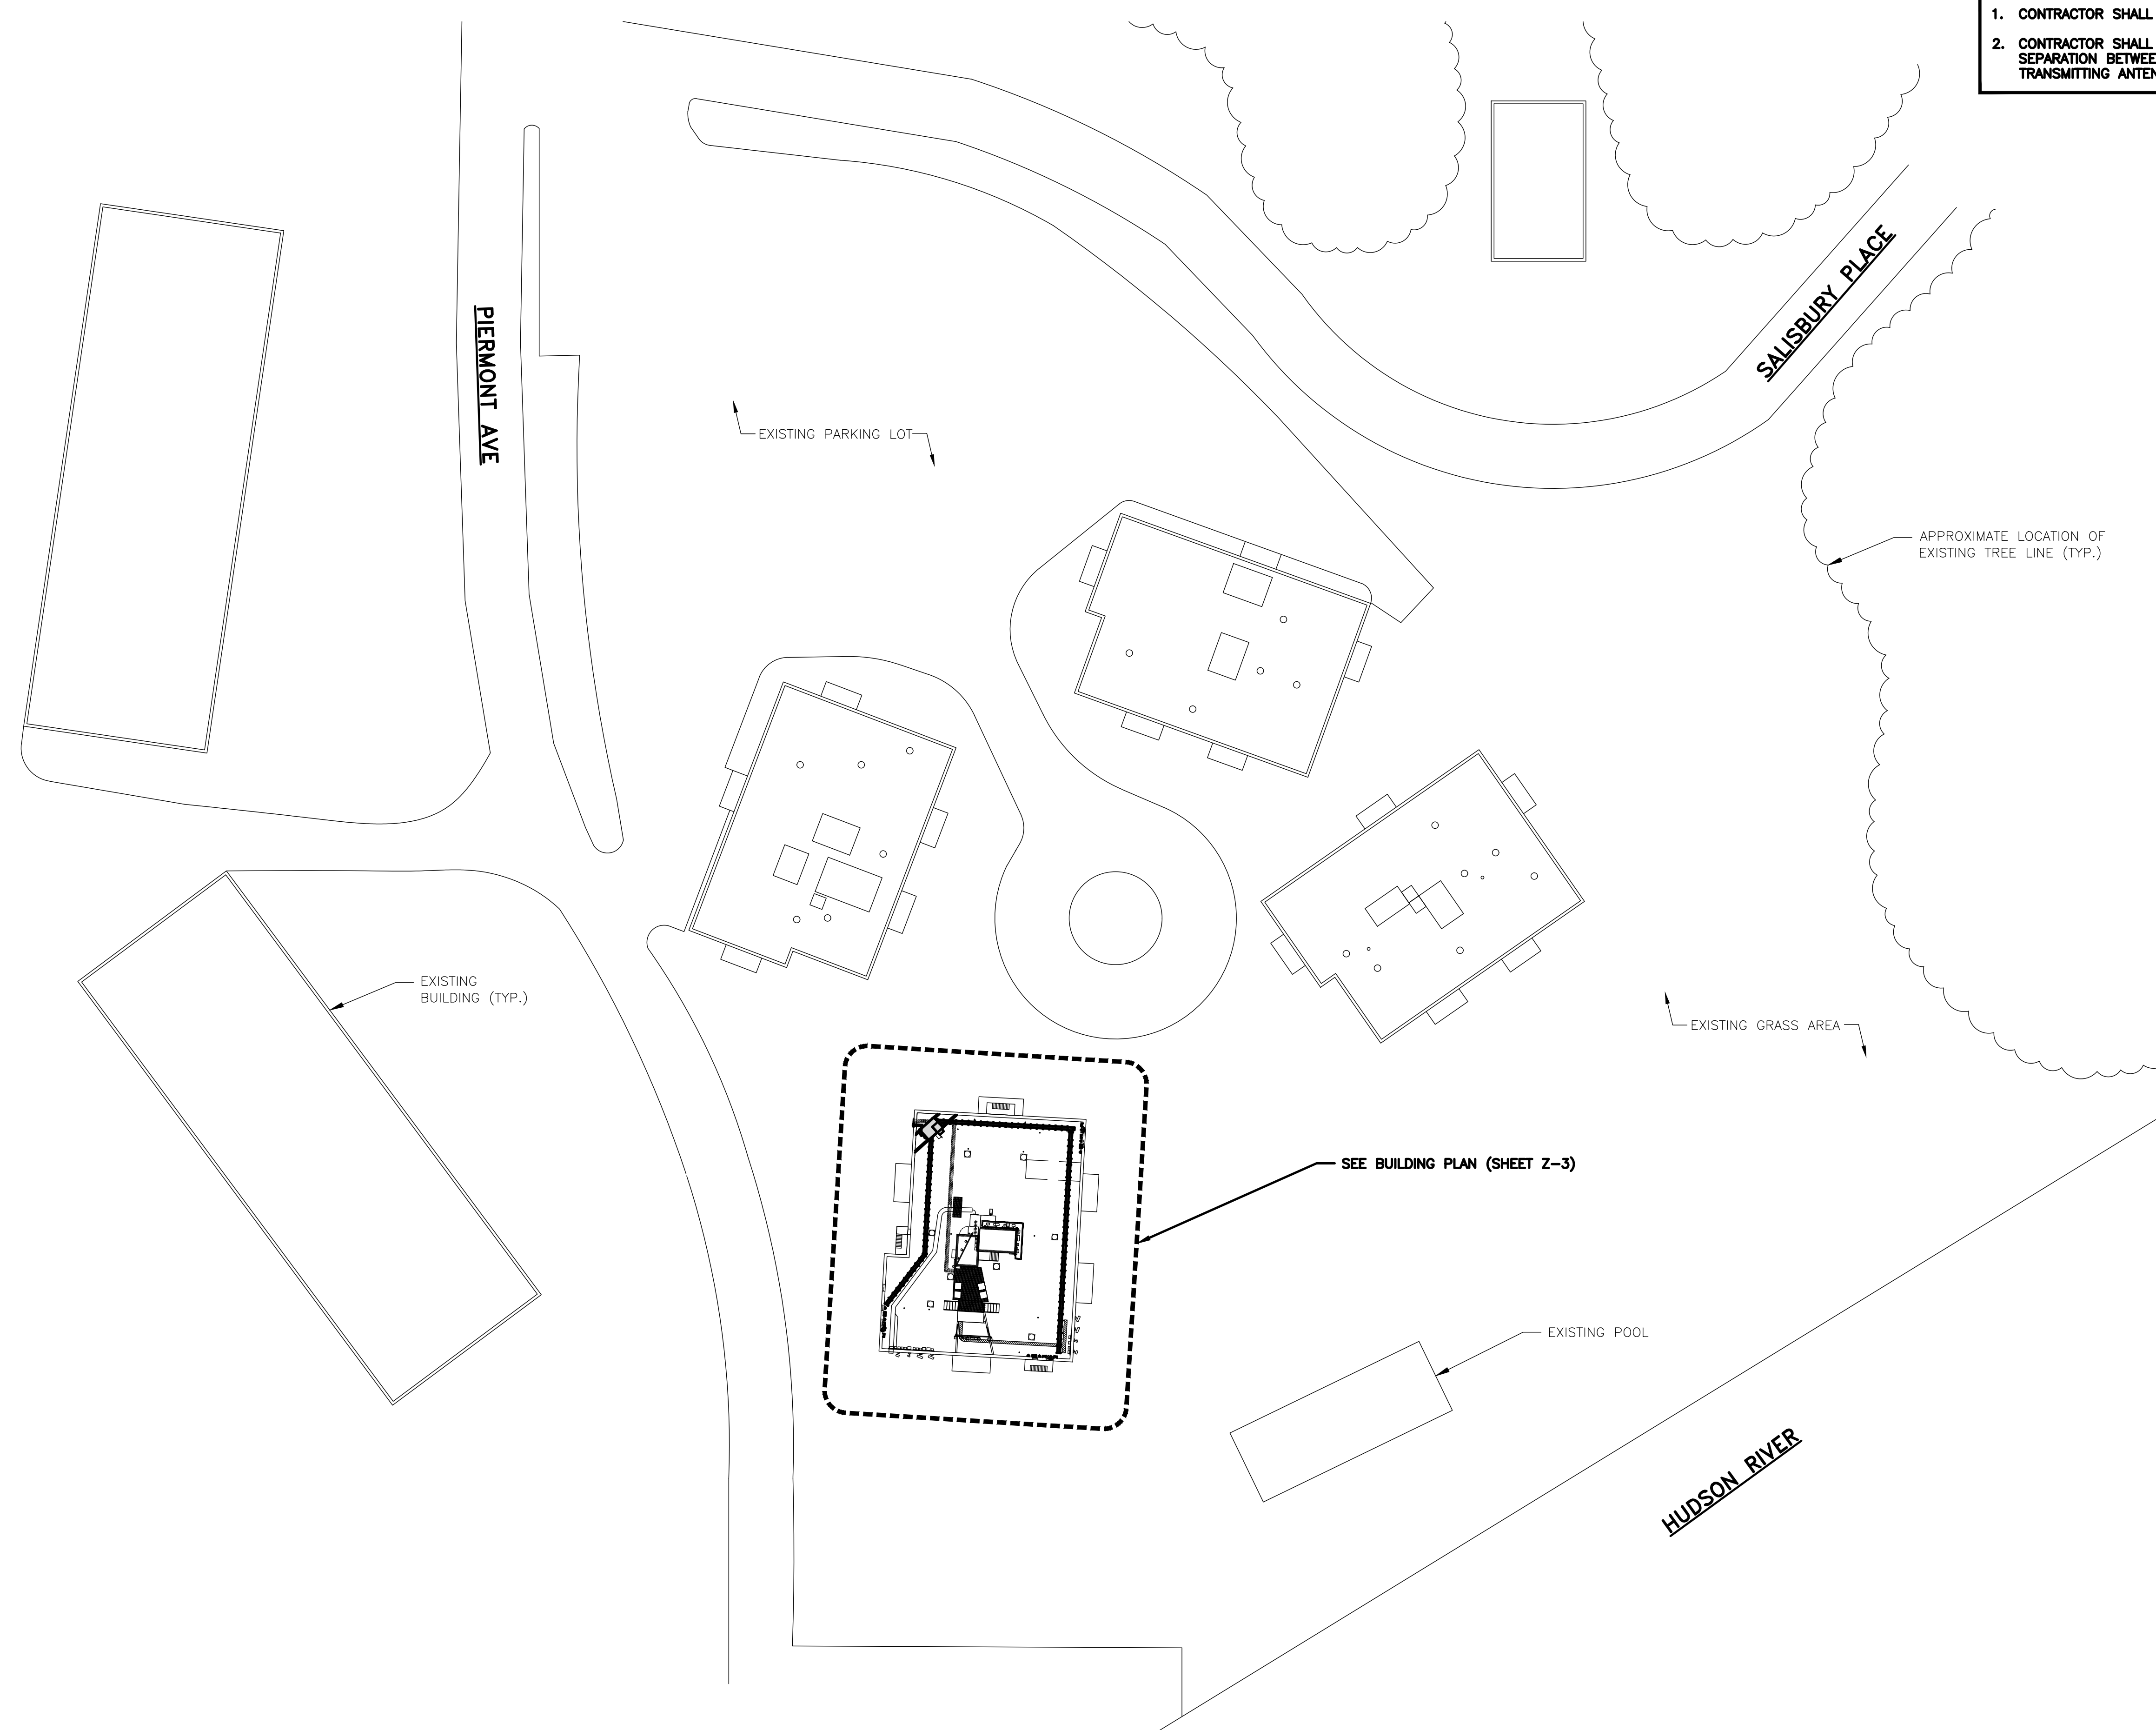 1. CONTRACTOR SHALL
2. CONTRACTOR SHALL
SEPARATION BETWEE
TRANSMITTING ANTEN
PIERMONT AVE
SALISBURY PLACE
EXISTING PARKING LOT
APPROXIMATE LOCATION OF
EXISTING TREE LINE (TYP.)
EXISTING
BUILDING (TYP.)
EXISTING GRASS AREA
SEE BUILDING PLAN (SHEET Z-3)
EXISTING POOL
HUDSON RIVER